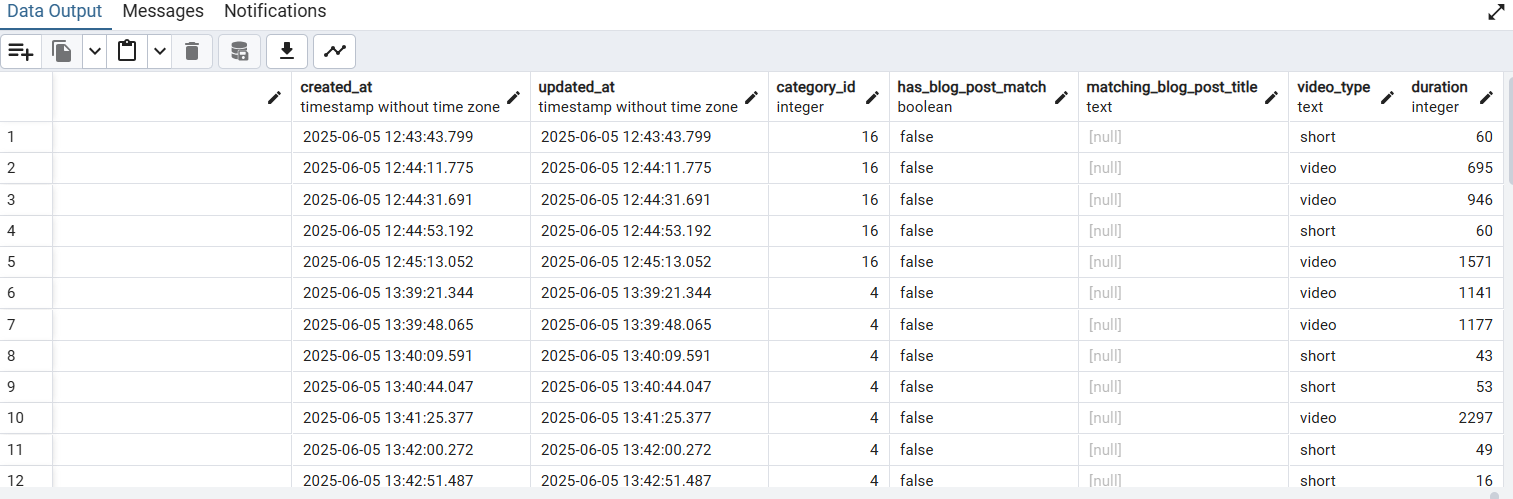 Data Output Messages Notifications
created_at updated_at category_id has_blog_post_match matching_blog_post_title video_type duration
timestamp without time zone timestamp without time zone integer boolean text text integer
1 2025-06-05 12:43:43.799 2025-06-05 12:43:43.799 16 false [null] short 60
2 2025-06-05 12:44:11.775 2025-06-05 12:44:11.775 16 false [null] video 695
3 2025-06-05 12:44:31.691 2025-06-05 12:44:31.691 16 false [null] video 946
4 2025-06-05 12:44:53.192 2025-06-05 12:44:53.192 16 false [null] short 60
5 2025-06-05 12:45:13.052 2025-06-05 12:45:13.052 16 false [null] video 1571
6 2025-06-05 13:39:21.344 2025-06-05 13:39:21.344 4 false [null] video 1141
7 2025-06-05 13:39:48.065 2025-06-05 13:39:48.065 4 false [null] video 1177
8 2025-06-05 13:40:09.591 2025-06-05 13:40:09.591 4 false [null] short 43
9 2025-06-05 13:40:44.047 2025-06-05 13:40:44.047 4 false [null] short 53
10 2025-06-05 13:41:25.377 2025-06-05 13:41:25.377 4 false [null] video 2297
11 2025-06-05 13:42:00.272 2025-06-05 13:42:00.272 4 false [null] short 49
12 2025-06-05 13:42:51.487 2025-06-05 13:42:51.487 4 false [null] short 16